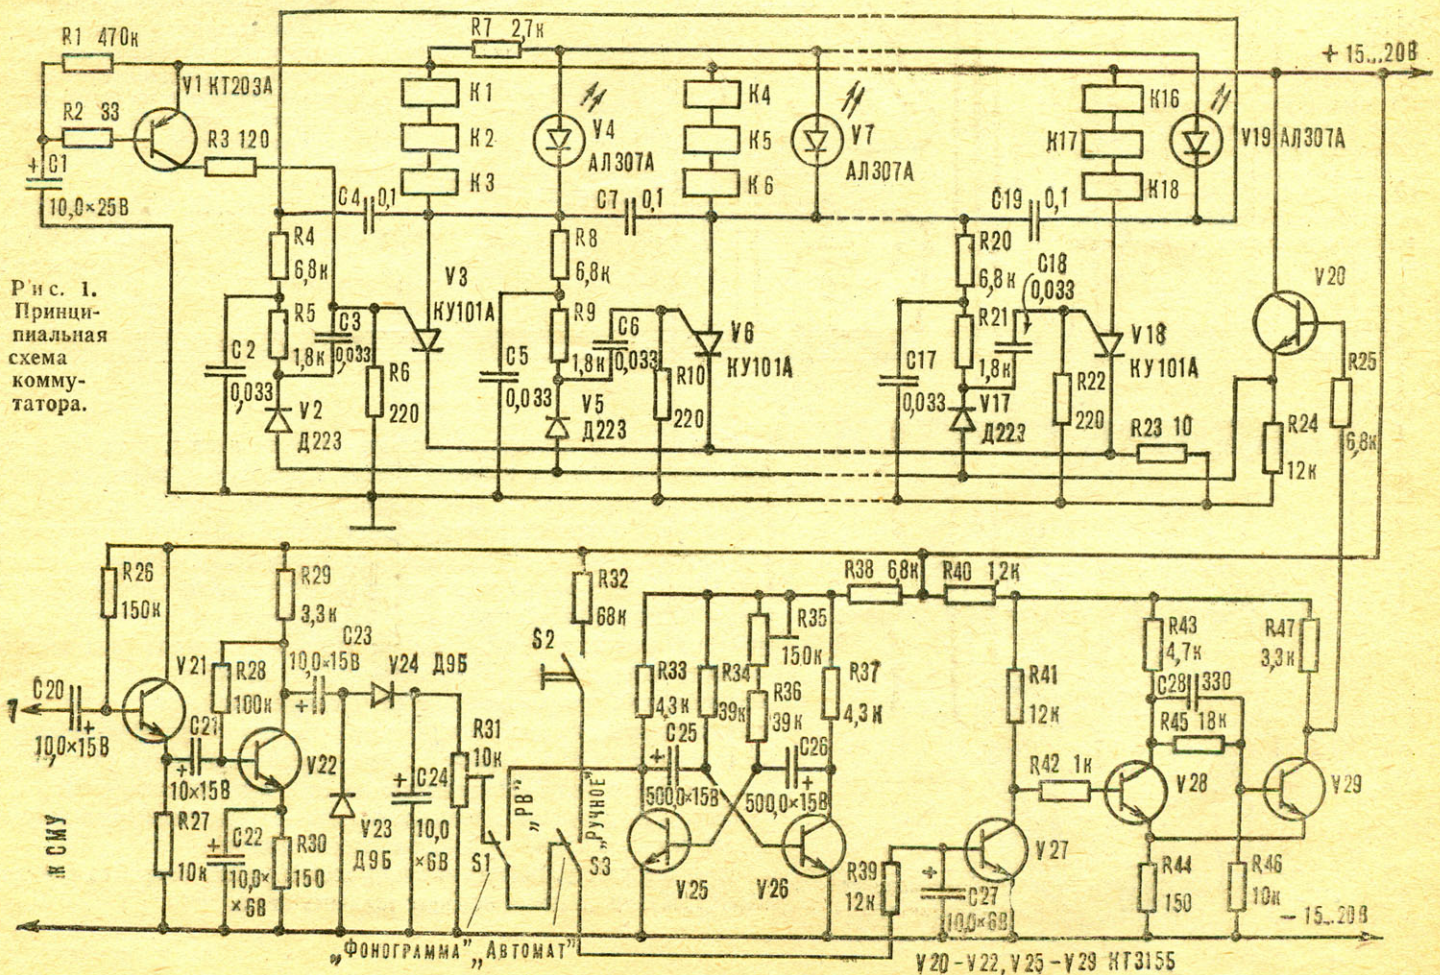 R7 2,7к
R1 470к
+ 15...20В
V1 КТ203А
К1
К4
К16
R2 33
R3 120
К2
V4
К5
V7
К17
V19 АЛ307А
С1
АЛ307А
АЛ307А
10,0×25В
К3
К6
К18
С4 0,1
С7 0,1
С19 0,1
R4
6,8к
R8
6,8к
R20
6,8к
С18
0,033
V3
КУ101А
V20
Рис. 1.
Принци-
пиальная
схема
комму-
татора.
R5
1,8к
С3
0,033
R9
1,8к
С6
0,033
V6
КУ101А
R21
1,8к
V18
КУ101А
С2
0,033
R6
220
С5
0,033
R10
220
С17
0,033
R22
220
R25
6,8к
V2
Д223
V5
Д223
V17
Д223
R23 10
R24
12к
R26
150к
R29
3,3к
R32
68к
R38 6,8к
R40 1,2к
С23
10,0×15В
V24 Д9Б
S2
R35
150к
R43
4,7к
R47
3,3к
С20
10,0×15В
V21
R28
100к
R33
4,3к
R34
39к
R36
39к
R37
4,3к
R41
12к
С28 330
R45 18к
С21
10×15В
V22
R31
10к
С25
500,0×15В
С26
500,0×15В
R42 1к
V28
V29
С24
10,0
×6В
„РВ"
„Ручное"
к СМУ
R27
10к
С22
10,0×
×6В
R30
150
V23
Д9Б
S1
S3
V25
V26
R39
12к
V27
С27
10,0×6В
R44
150
R46
10к
— 15...20В
„Фонограмма" „Автомат"
V20-V22, V25-V29 КТ315Б